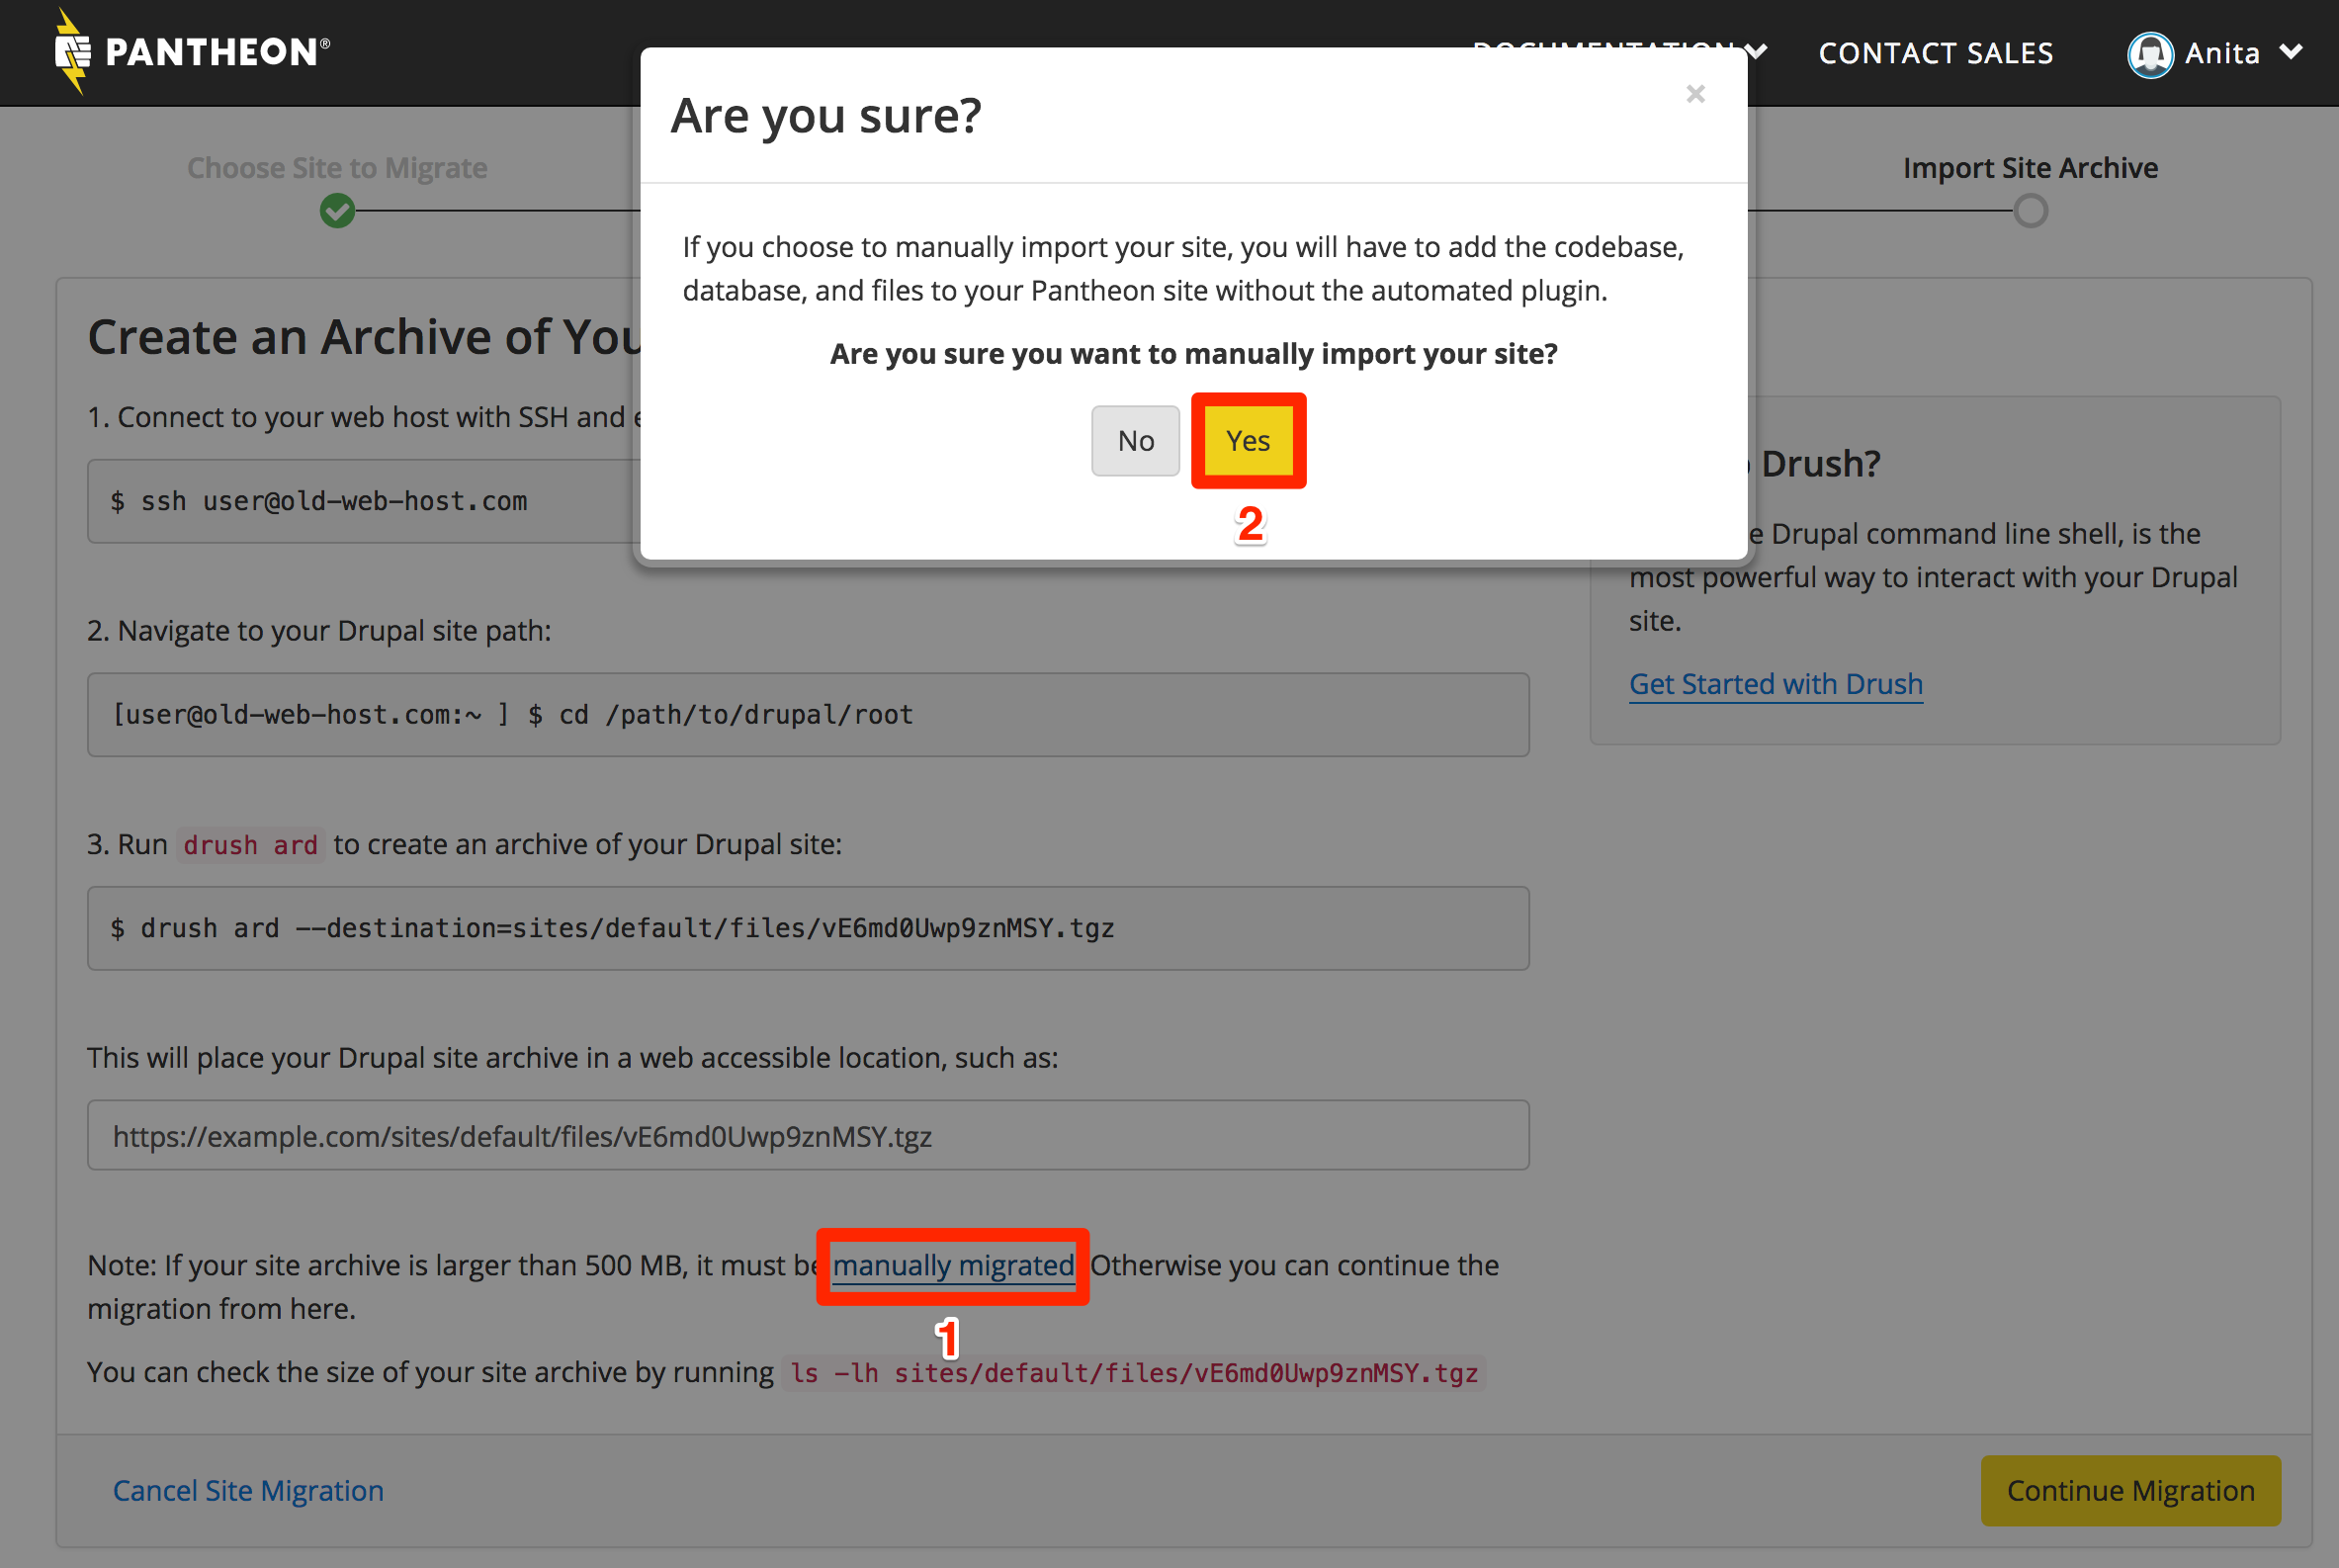 PANTHEON®
CONTACT SALES
Anita
Are you sure?
×
Choose Site to Migrate
Import Site Archive
If you choose to manually import your site, you will have to add the codebase,
database, and files to your Pantheon site without the automated plugin.
Are you sure you want to manually import your site?
No
Yes
2
Create an Archive of You
1. Connect to your web host with SSH and e
$ ssh user@old-web-host.com
2. Navigate to your Drupal site path:
[user@old-web-host.com:~ ] $ cd /path/to/drupal/root
3. Run drush ard to create an archive of your Drupal site:
$ drush ard --destination=sites/default/files/vE6md0Uwp9znMSY.tgz
This will place your Drupal site archive in a web accessible location, such as:
https://example.com/sites/default/files/vE6md0Uwp9znMSY.tgz
Note: If your site archive is larger than 500 MB, it must be manually migrated Otherwise you can continue the
migration from here.
1
You can check the size of your site archive by running ls -lh sites/default/files/vE6md0Uwp9znMSY.tgz
Drush?
e Drupal command line shell, is the
most powerful way to interact with your Drupal
site.
Get Started with Drush
Cancel Site Migration
Continue Migration